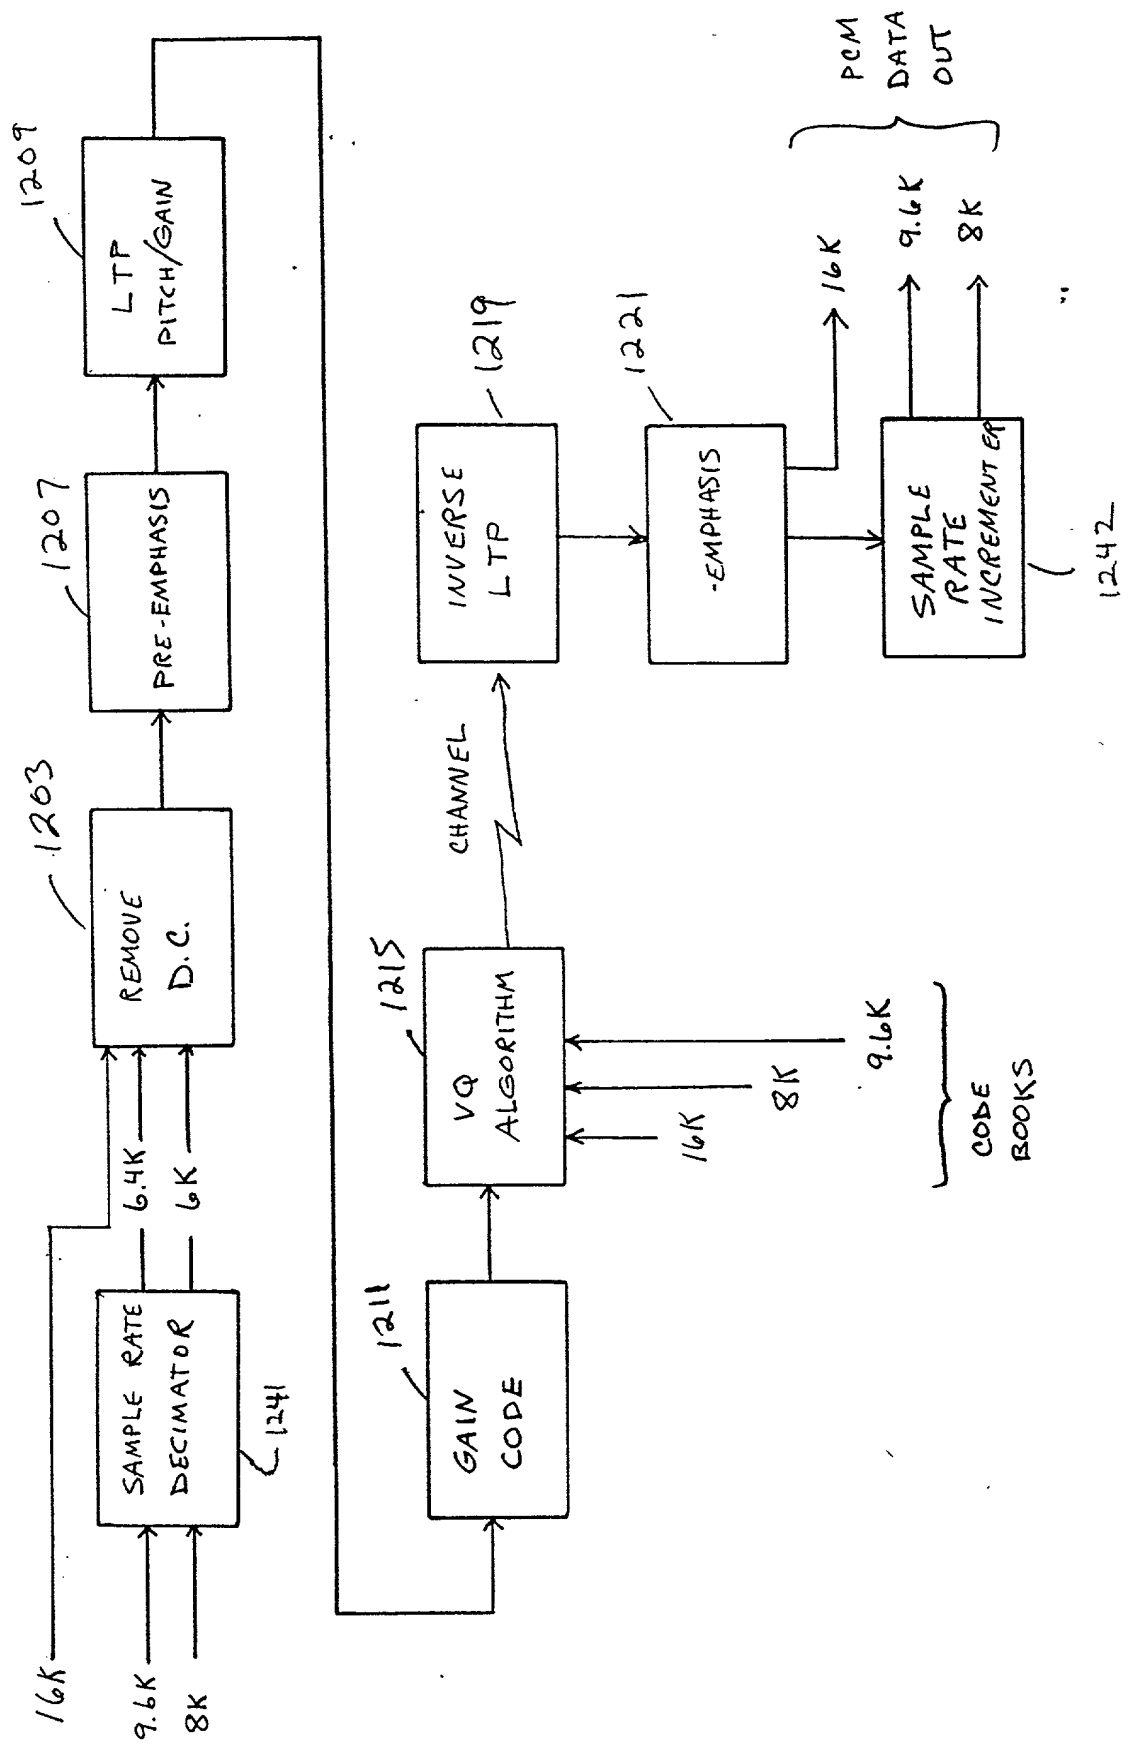 16K
9.6K
8K
SAMPLE RATE
DECIMATOR
1241
6.4K
6K
REMOVE
D.C.
1203
PRE-EMPHASIS
1207
LTP
PITCH/GAIN
1209
GAIN
CODE
1211
VQ
ALGORITHM
1215
16K
8K
9.6K
CODE
BOOKS
CHANNEL
INVERSE
LTP
1219
-EMPHASIS
1221
SAMPLE
RATE
INCREMENTER
1242
16K
9.6K
8K
PCM
DATA
OUT